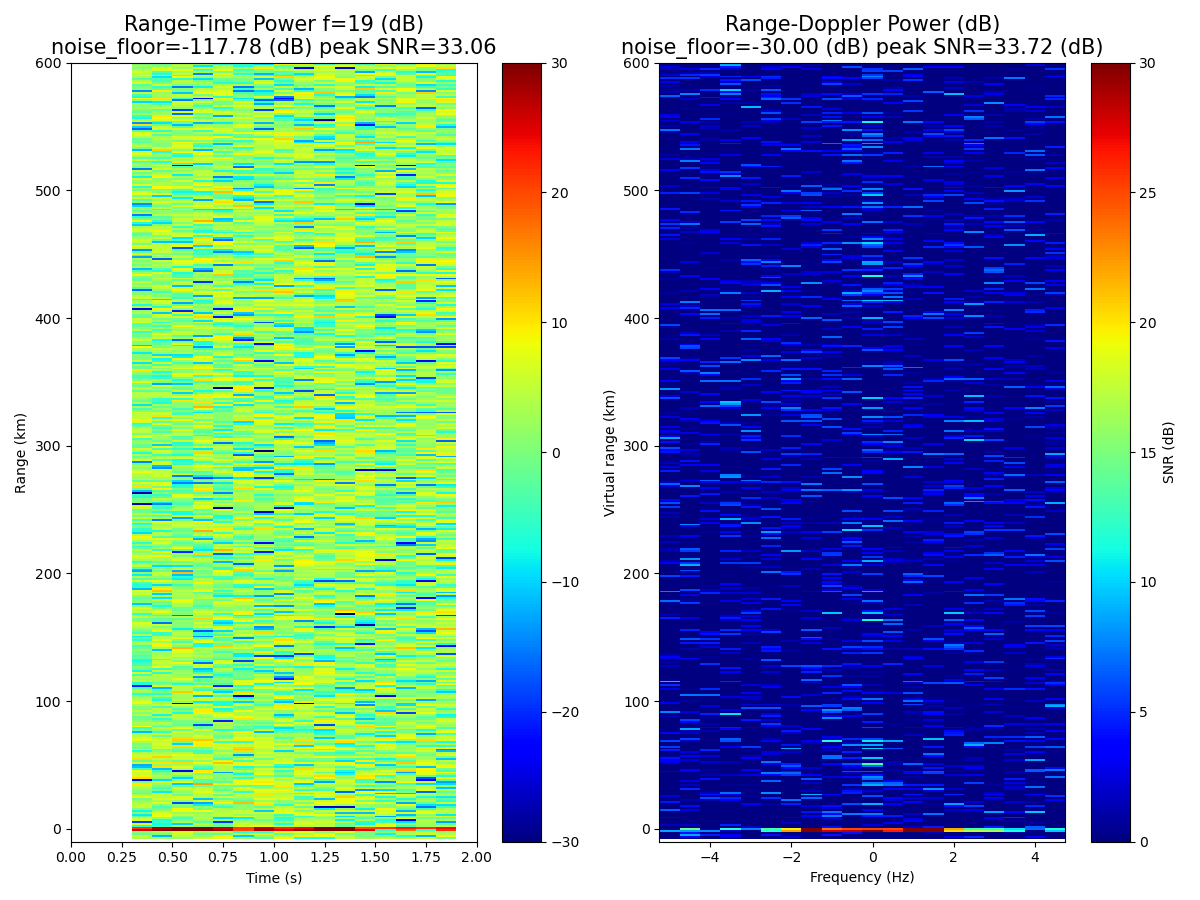 Range-Time Power f=19 (dB)
noise_floor=-117.78 (dB) peak SNR=33.06
Range-Doppler Power (dB)
noise_floor=-30.00 (dB) peak SNR=33.72 (dB)
600
500
400
300
200
100
0
Range (km)
0.00 0.25 0.50 0.75 1.00 1.25 1.50 1.75 2.00
Time (s)
30
20
10
0
−10
−20
−30
600
500
400
300
200
100
0
Virtual range (km)
−4 −2 0 2 4
Frequency (Hz)
30
25
20
15
10
5
0
SNR (dB)